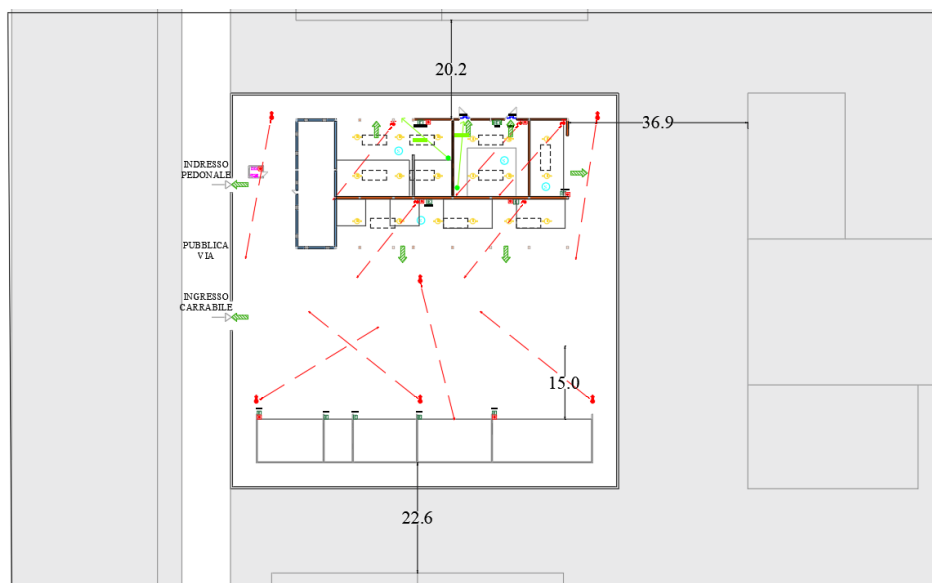 20.2
36.9
INDRESSO
PEDONALE
PUBBLICA
VIA
INGRESSO
CARRABILE
15.0
22.6